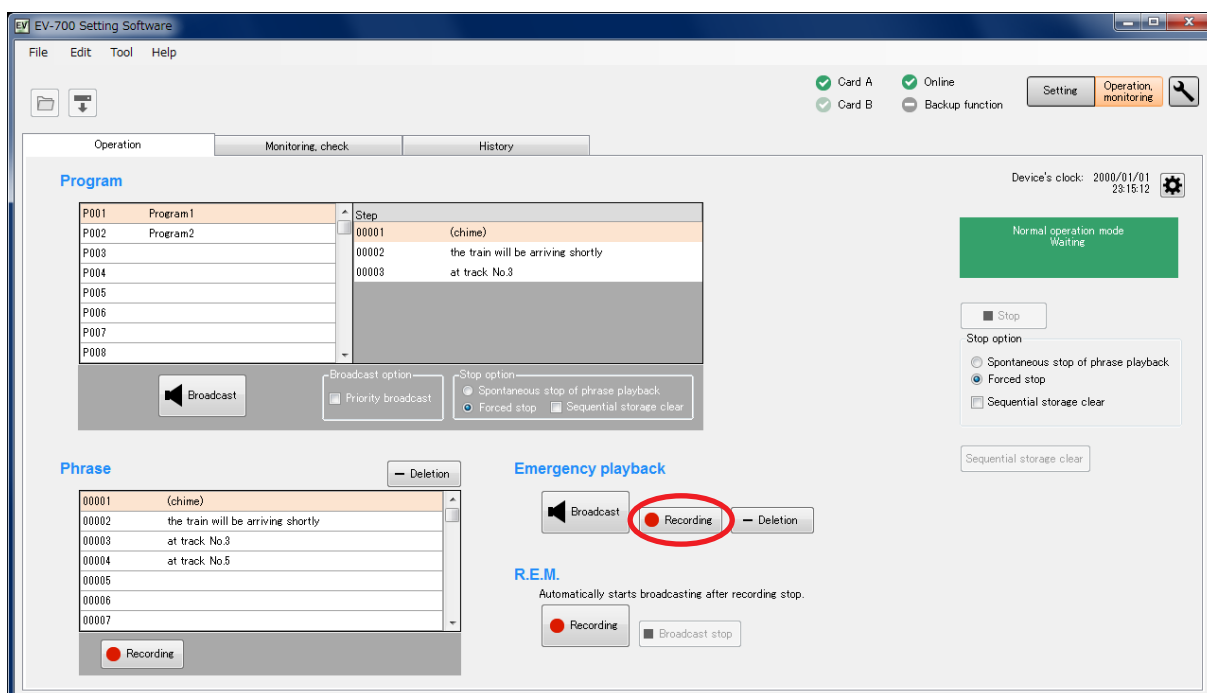 EV EV-700 Setting Software
File Edit Tool Help
Card A Online
Card B Backup function
Setting
Operation,
monitoring
Operation Monitoring, check History
Program
Device's clock: 2000/01/01
23:15:12
P001 Program1
P002 Program2
P003
P004
P005
P006
P007
P008
Step
00001 (chime)
00002 the train will be arriving shortly
00003 at track No.3
Broadcast
Broadcast option
Priority broadcast
Stop option
Spontaneous stop of phrase playback
Forced stop Sequential storage clear
Normal operation mode
Waiting
Stop
Stop option
Spontaneous stop of phrase playback
Forced stop
Sequential storage clear
Sequential storage clear
Phrase
Deletion
00001 (chime)
00002 the train will be arriving shortly
00003 at track No.3
00004 at track No.5
00005
00006
00007
Recording
Emergency playback
Broadcast Recording Deletion
R.E.M.
Automatically starts broadcasting after recording stop.
Recording Broadcast stop